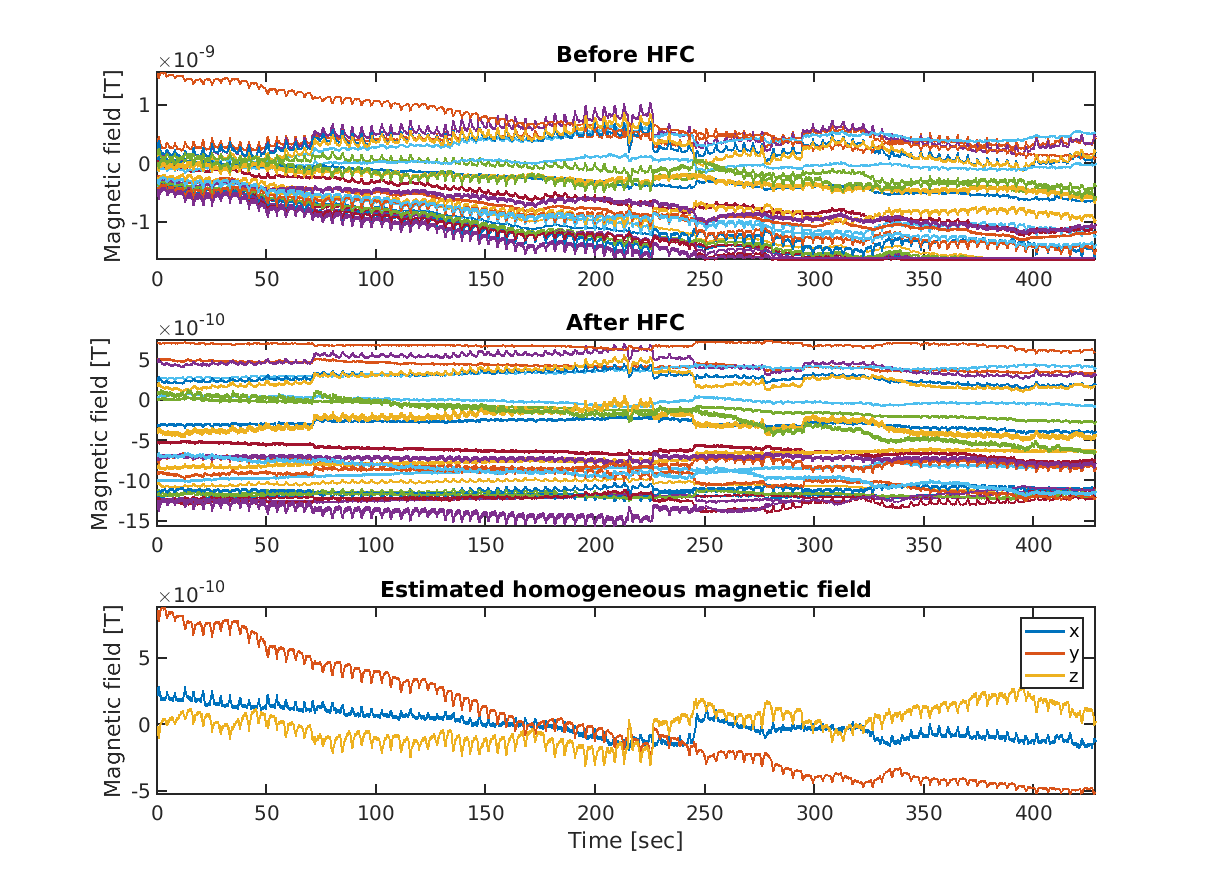 Before HFC
×10-9
Magnetic field [T]
1
0
-1
0 50 100 150 200 250 300 350 400
After HFC
×10-10
Magnetic field [T]
5
0
-5
-10
-15
0 50 100 150 200 250 300 350 400
Estimated homogeneous magnetic field
×10-10
Magnetic field [T]
5
0
-5
x
y
z
0 50 100 150 200 250 300 350 400
Time [sec]